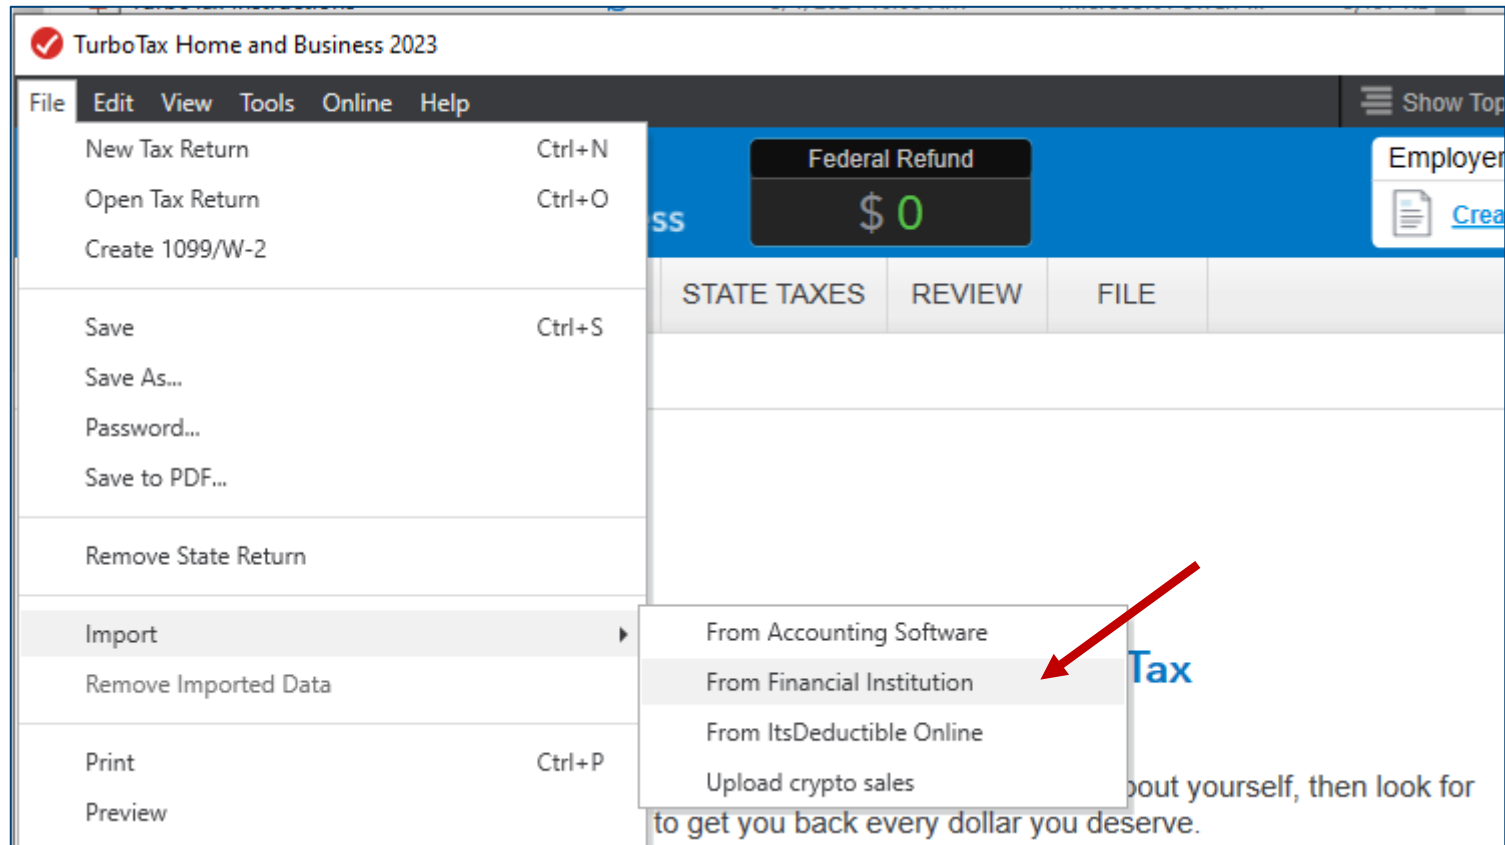 TurboTax Home and Business 2023
File Edit View Tools Online Help
Show Top
New Tax Return Ctrl+N
Open Tax Return Ctrl+O
Create 1099/W-2
Save Ctrl+S
Save As...
Password...
Save to PDF...
Remove State Return
Import
Remove Imported Data
Print Ctrl+P
Preview
From Accounting Software
From Financial Institution
From ItsDeductible Online
Upload crypto sales
ss
Federal Refund
$ 0
Employer
Crea
STATE TAXES REVIEW FILE
Tax
yourself, then look for
to get you back every dollar you deserve.